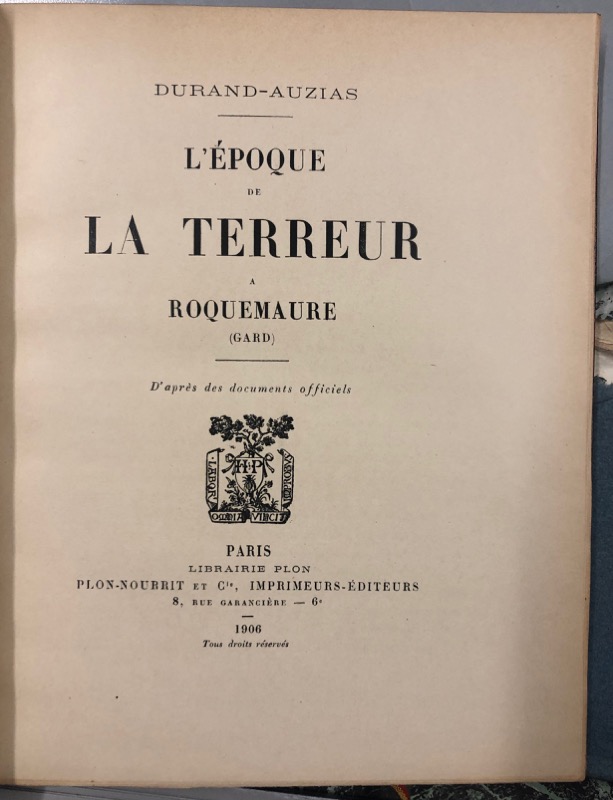 DURAND-AUZIAS
L'ÉPOQUE
DE
LA TERREUR
A
ROQUEMAURE
(GARD)
D'après des documents officiels
LABOR
H P
IMPROBVS
OMNIA VINCIT
PARIS
LIBRAIRIE PLON
PLON-NOURRIT ET Cie, IMPRIMEURS-ÉDITEURS
8, RUE GARANCIÈRE — 6e
1906
Tous droits réservés